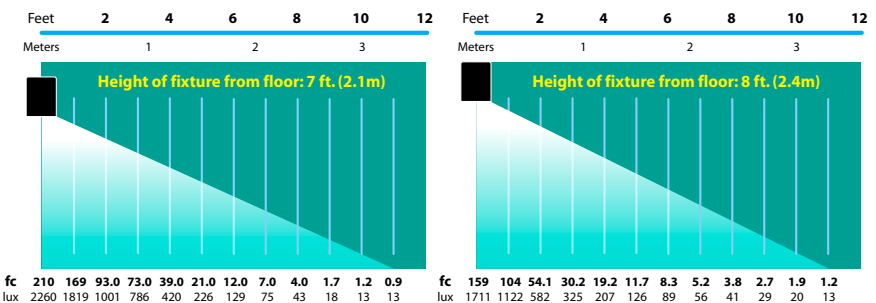 Feet 2 4 6 8 10 12
Meters 1 2 3
Height of fixture from floor: 7 ft. (2.1m)
fc 210 169 93.0 73.0 39.0 21.0 12.0 7.0 4.0 1.7 1.2 0.9
lux 2260 1819 1001 786 420 226 129 75 43 18 13 13
Feet 2 4 6 8 10 12
Meters 1 2 3
Height of fixture from floor: 8 ft. (2.4m)
fc 159 104 54.1 30.2 19.2 11.7 8.3 5.2 3.8 2.7 1.9 1.2
lux 1711 1122 582 325 207 126 89 56 41 29 20 13